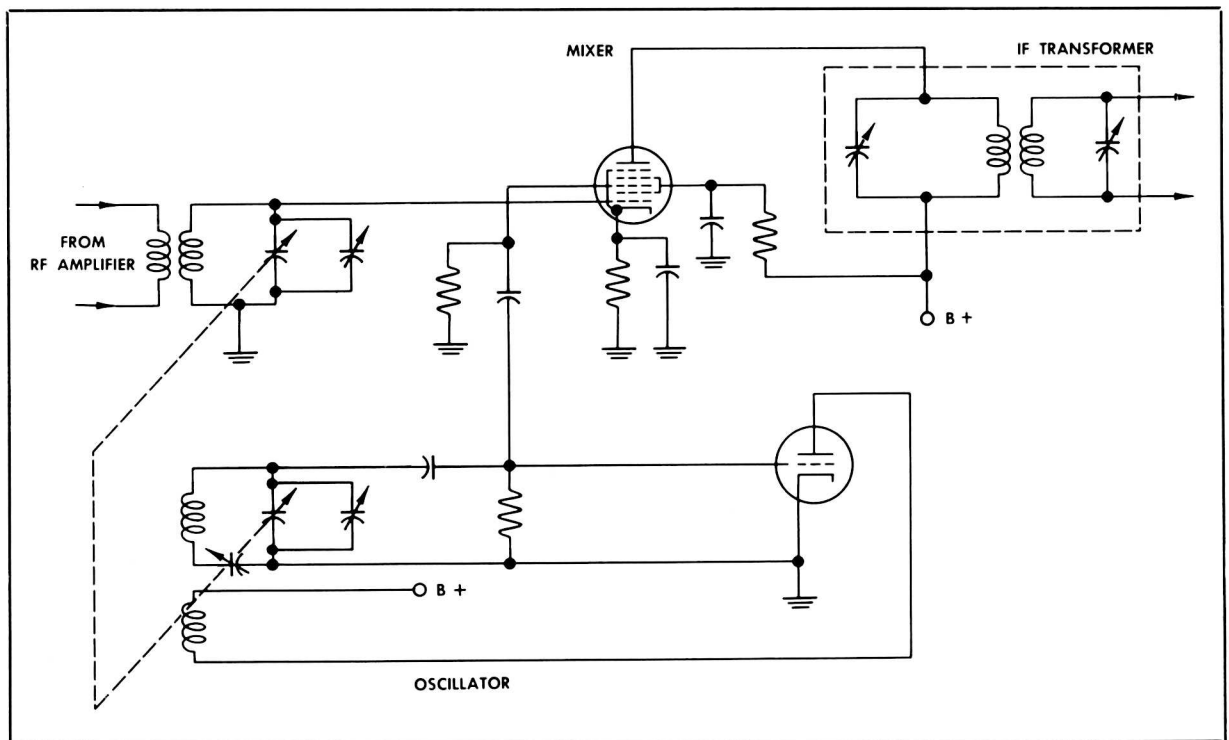 MIXER
IF TRANSFORMER
FROM
RF AMPLIFIER
B +
B +
OSCILLATOR